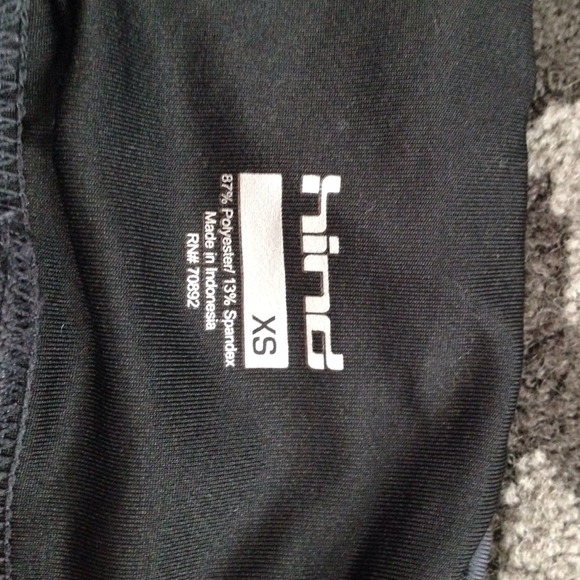 hind
XS
87% Polyester/ 13% Spandex
Made in Indonesia
RN# 70892